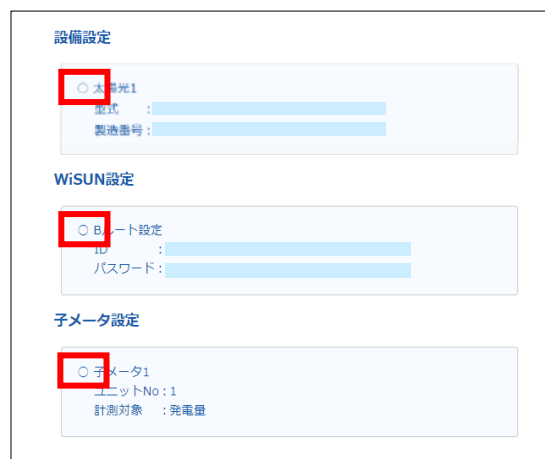 設備設定
○ 太陽光1
型式 :
製造番号 :
WiSUN設定
○ Bルート設定
ID :
パスワード :
子メータ設定
○ 子メータ1
ユニットNo : 1
計測対象 : 発電量